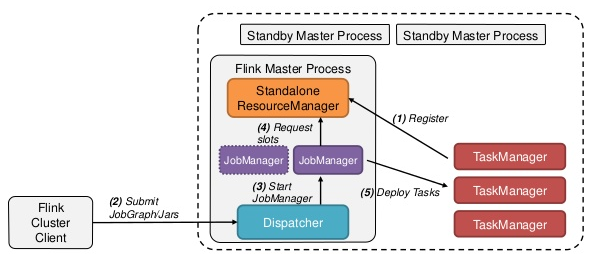 Standby Master Process
Standby Master Process
Flink Master Process
Standalone
ResourceManager
(1) Register
(4) Request
slots
JobManager
JobManager
TaskManager
TaskManager
TaskManager
(5) Deploy Tasks
(3) Start
JobManager
(2) Submit
JobGraph/Jars
Dispatcher
Flink
Cluster
Client